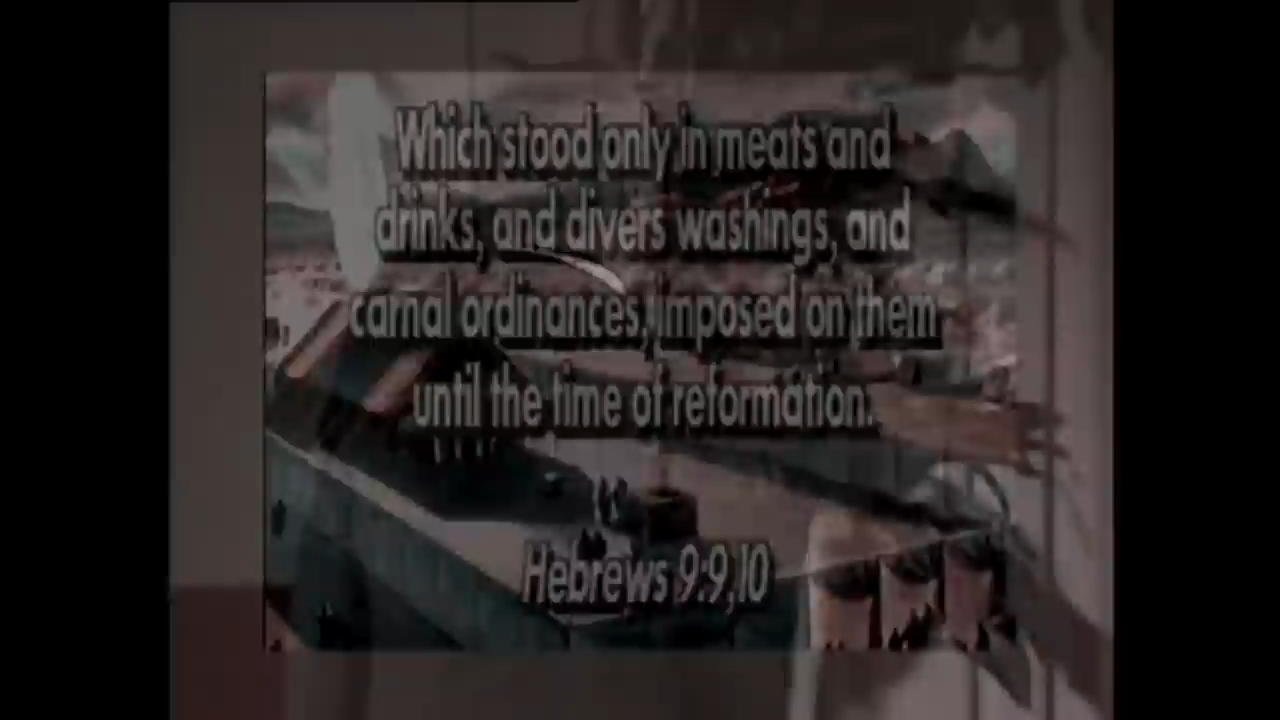 Which stood only in meats and
drinks, and divers washings, and
carnal ordinances, imposed on them
until the time of reformation.
Hebrews 9:9,10